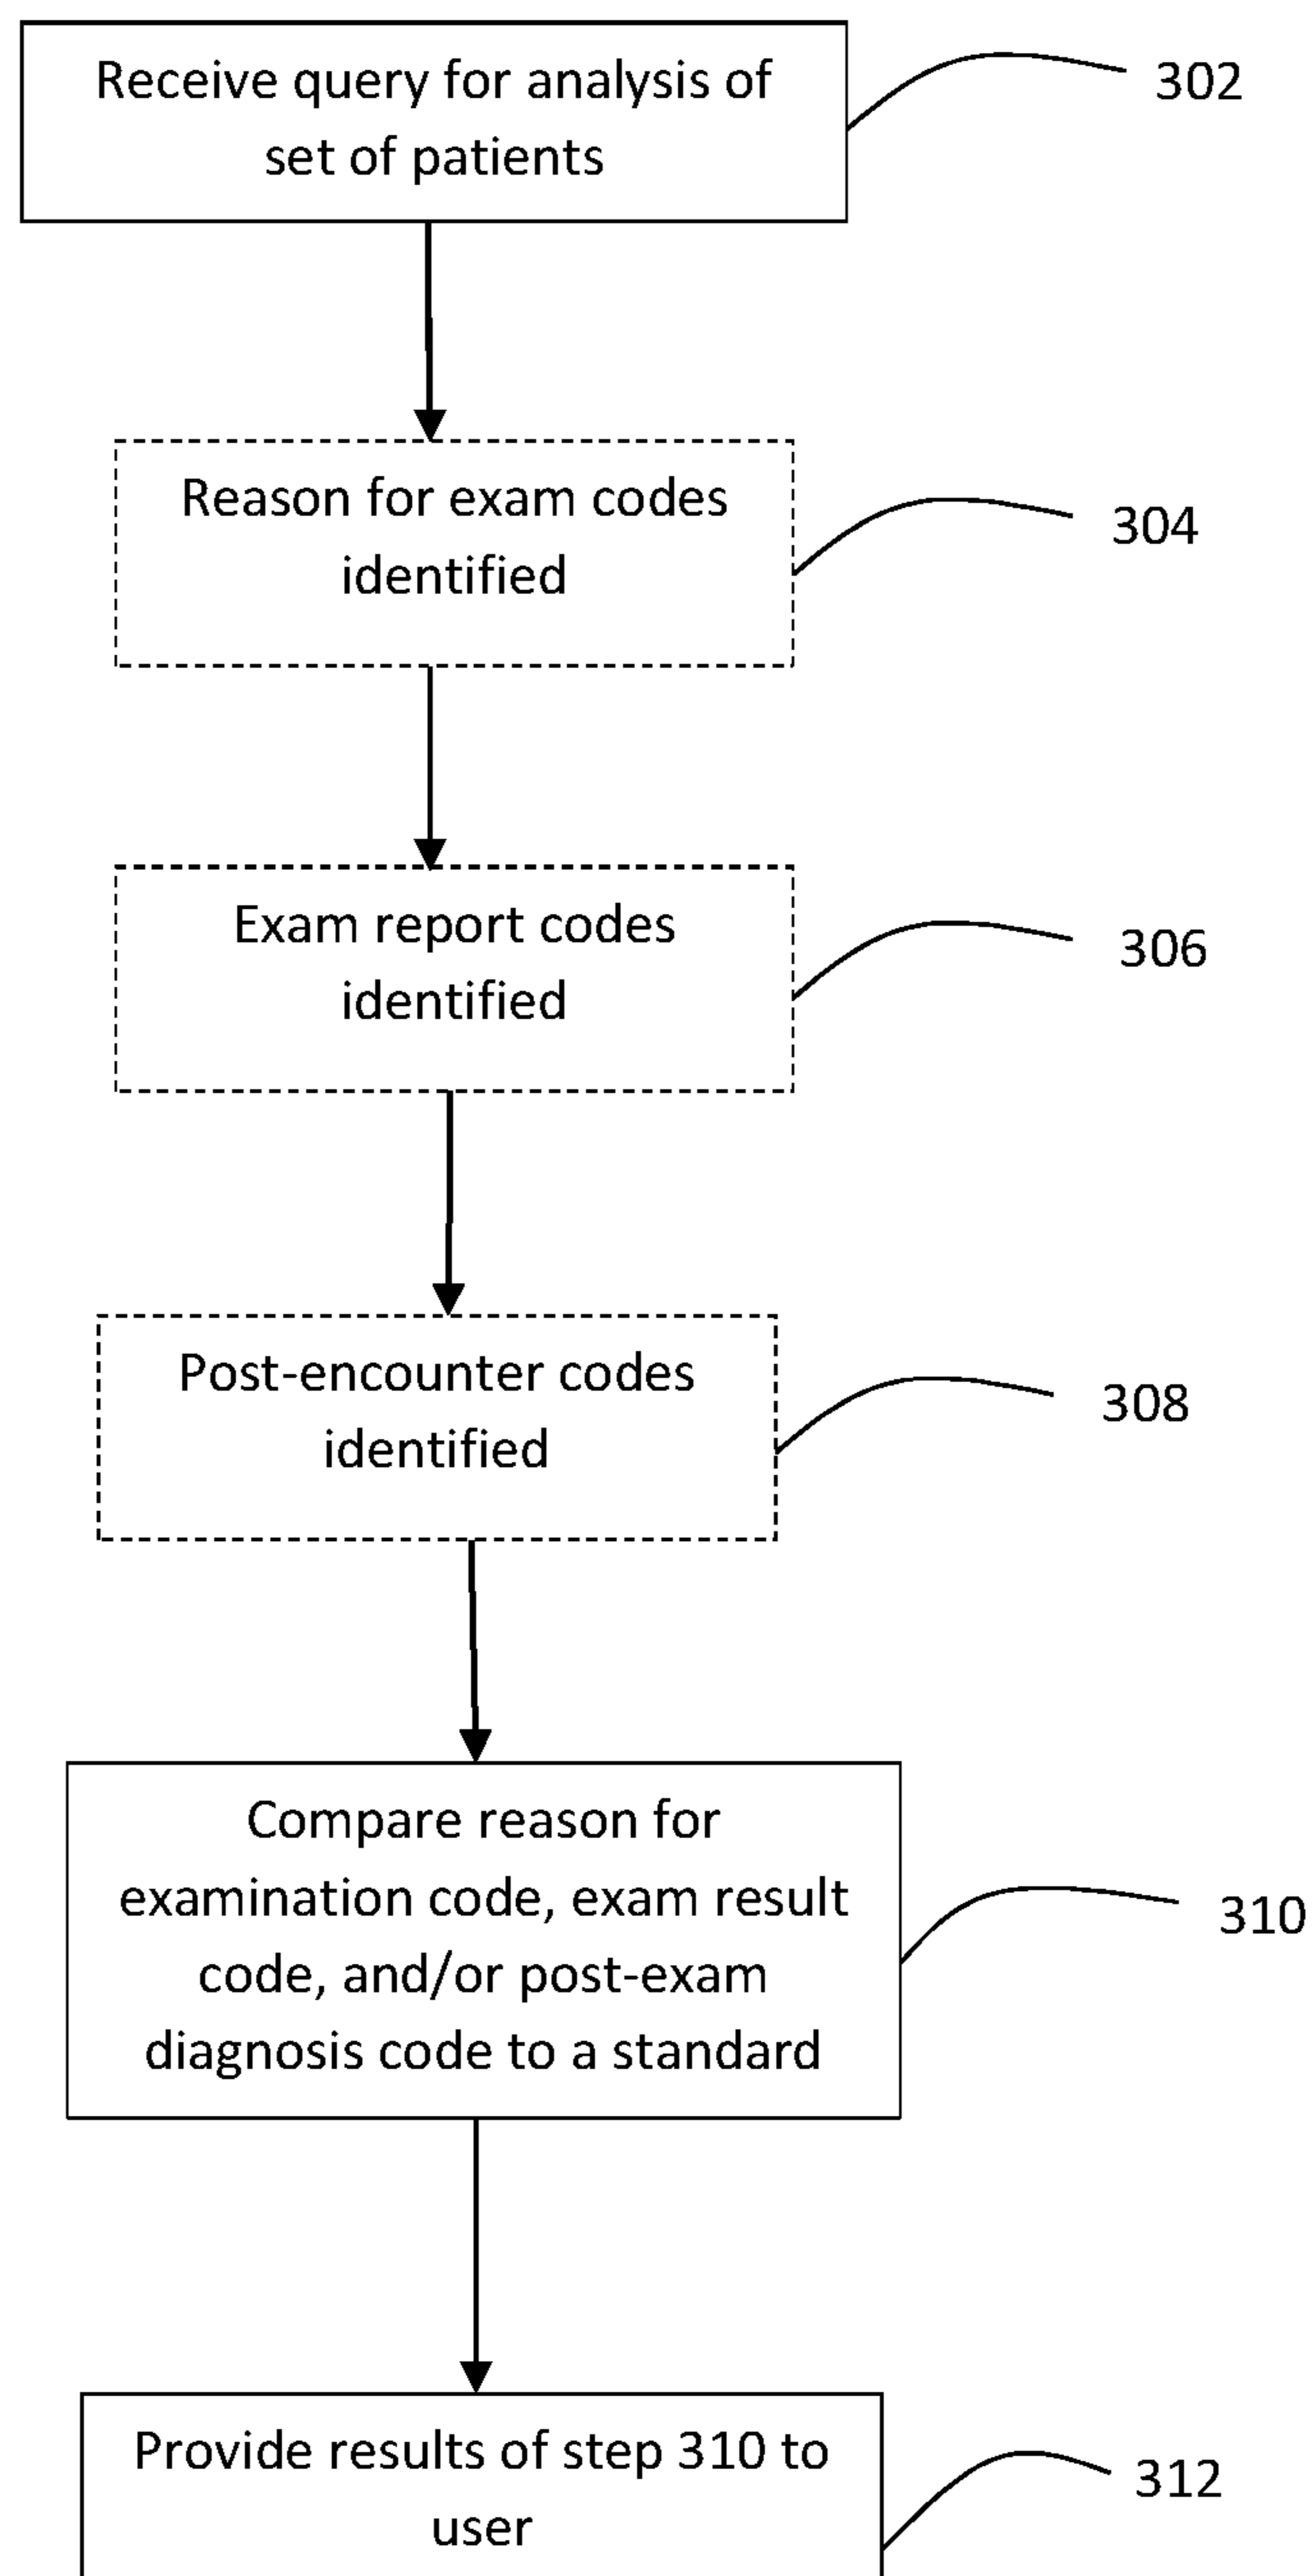 Receive query for analysis of
set of patients
302
Reason for exam codes
identified
304
Exam report codes
identified
306
Post-encounter codes
identified
308
Compare reason for
examination code, exam result
code, and/or post-exam
diagnosis code to a standard
310
Provide results of step 310 to
user
312